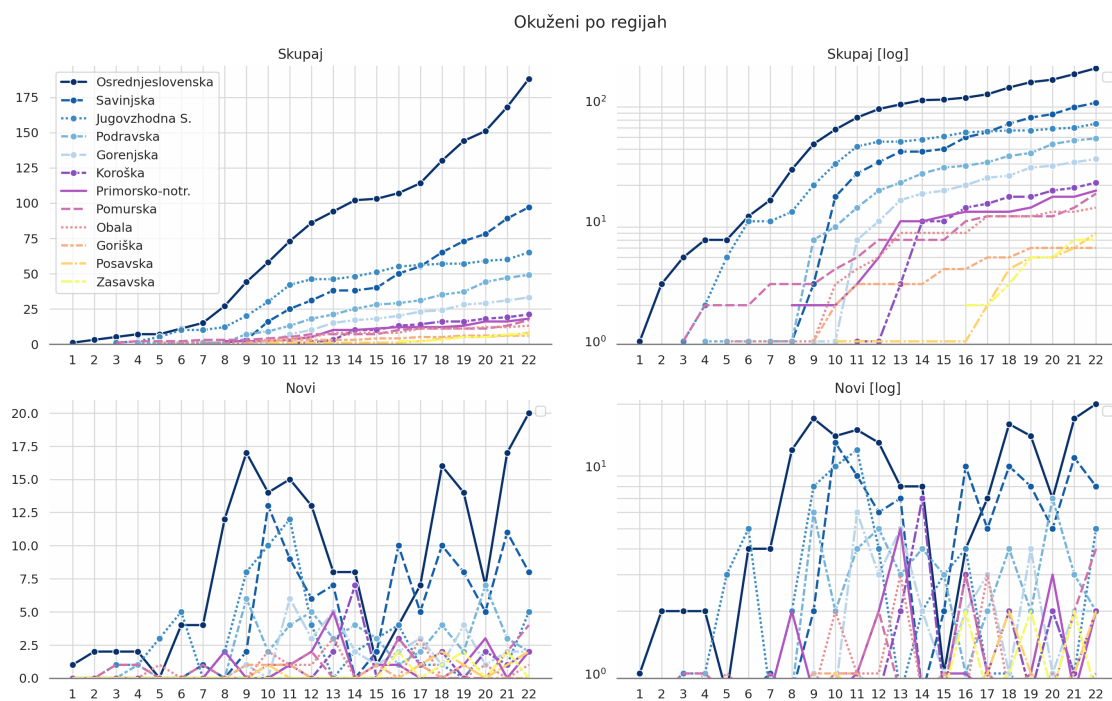 Okuženi po regijah
Skupaj
Osrednjeslovenska
Savinjska
Jugovzhodna S.
Podravska
Gorenjska
Koroška
Primorsko-notr.
Pomurska
Obala
Goriška
Posavska
Zasavska
175
150
125
100
75
50
25
0
1 2 3 4 5 6 7 8 9 10 11 12 13 14 15 16 17 18 19 20 21 22
Skupaj [log]
10²
10¹
10⁰
1 2 3 4 5 6 7 8 9 10 11 12 13 14 15 16 17 18 19 20 21 22
Novi
20.0
17.5
15.0
12.5
10.0
7.5
5.0
2.5
0.0
1 2 3 4 5 6 7 8 9 10 11 12 13 14 15 16 17 18 19 20 21 22
Novi [log]
10¹
10⁰
1 2 3 4 5 6 7 8 9 10 11 12 13 14 15 16 17 18 19 20 21 22